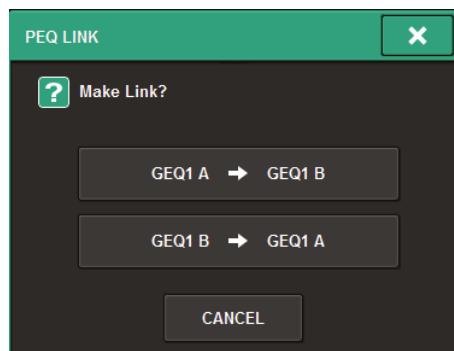 PEQ LINK
Make Link?
GEQ1 A → GEQ1 B
GEQ1 B → GEQ1 A
CANCEL